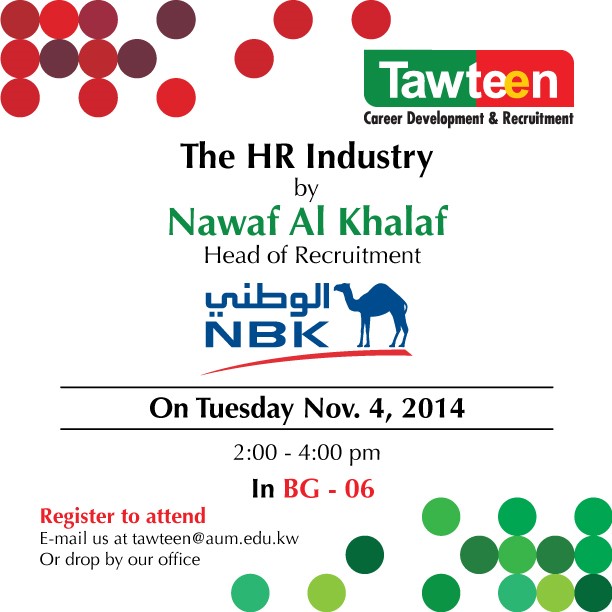 Tawteen
Career Development & Recruitment
The HR Industry
by
Nawaf Al Khalaf
Head of Recruitment
الوطني
NBK
On Tuesday Nov. 4, 2014
2:00 - 4:00 pm
In BG - 06
Register to attend
E-mail us at tawteen@aum.edu.kw
Or drop by our office